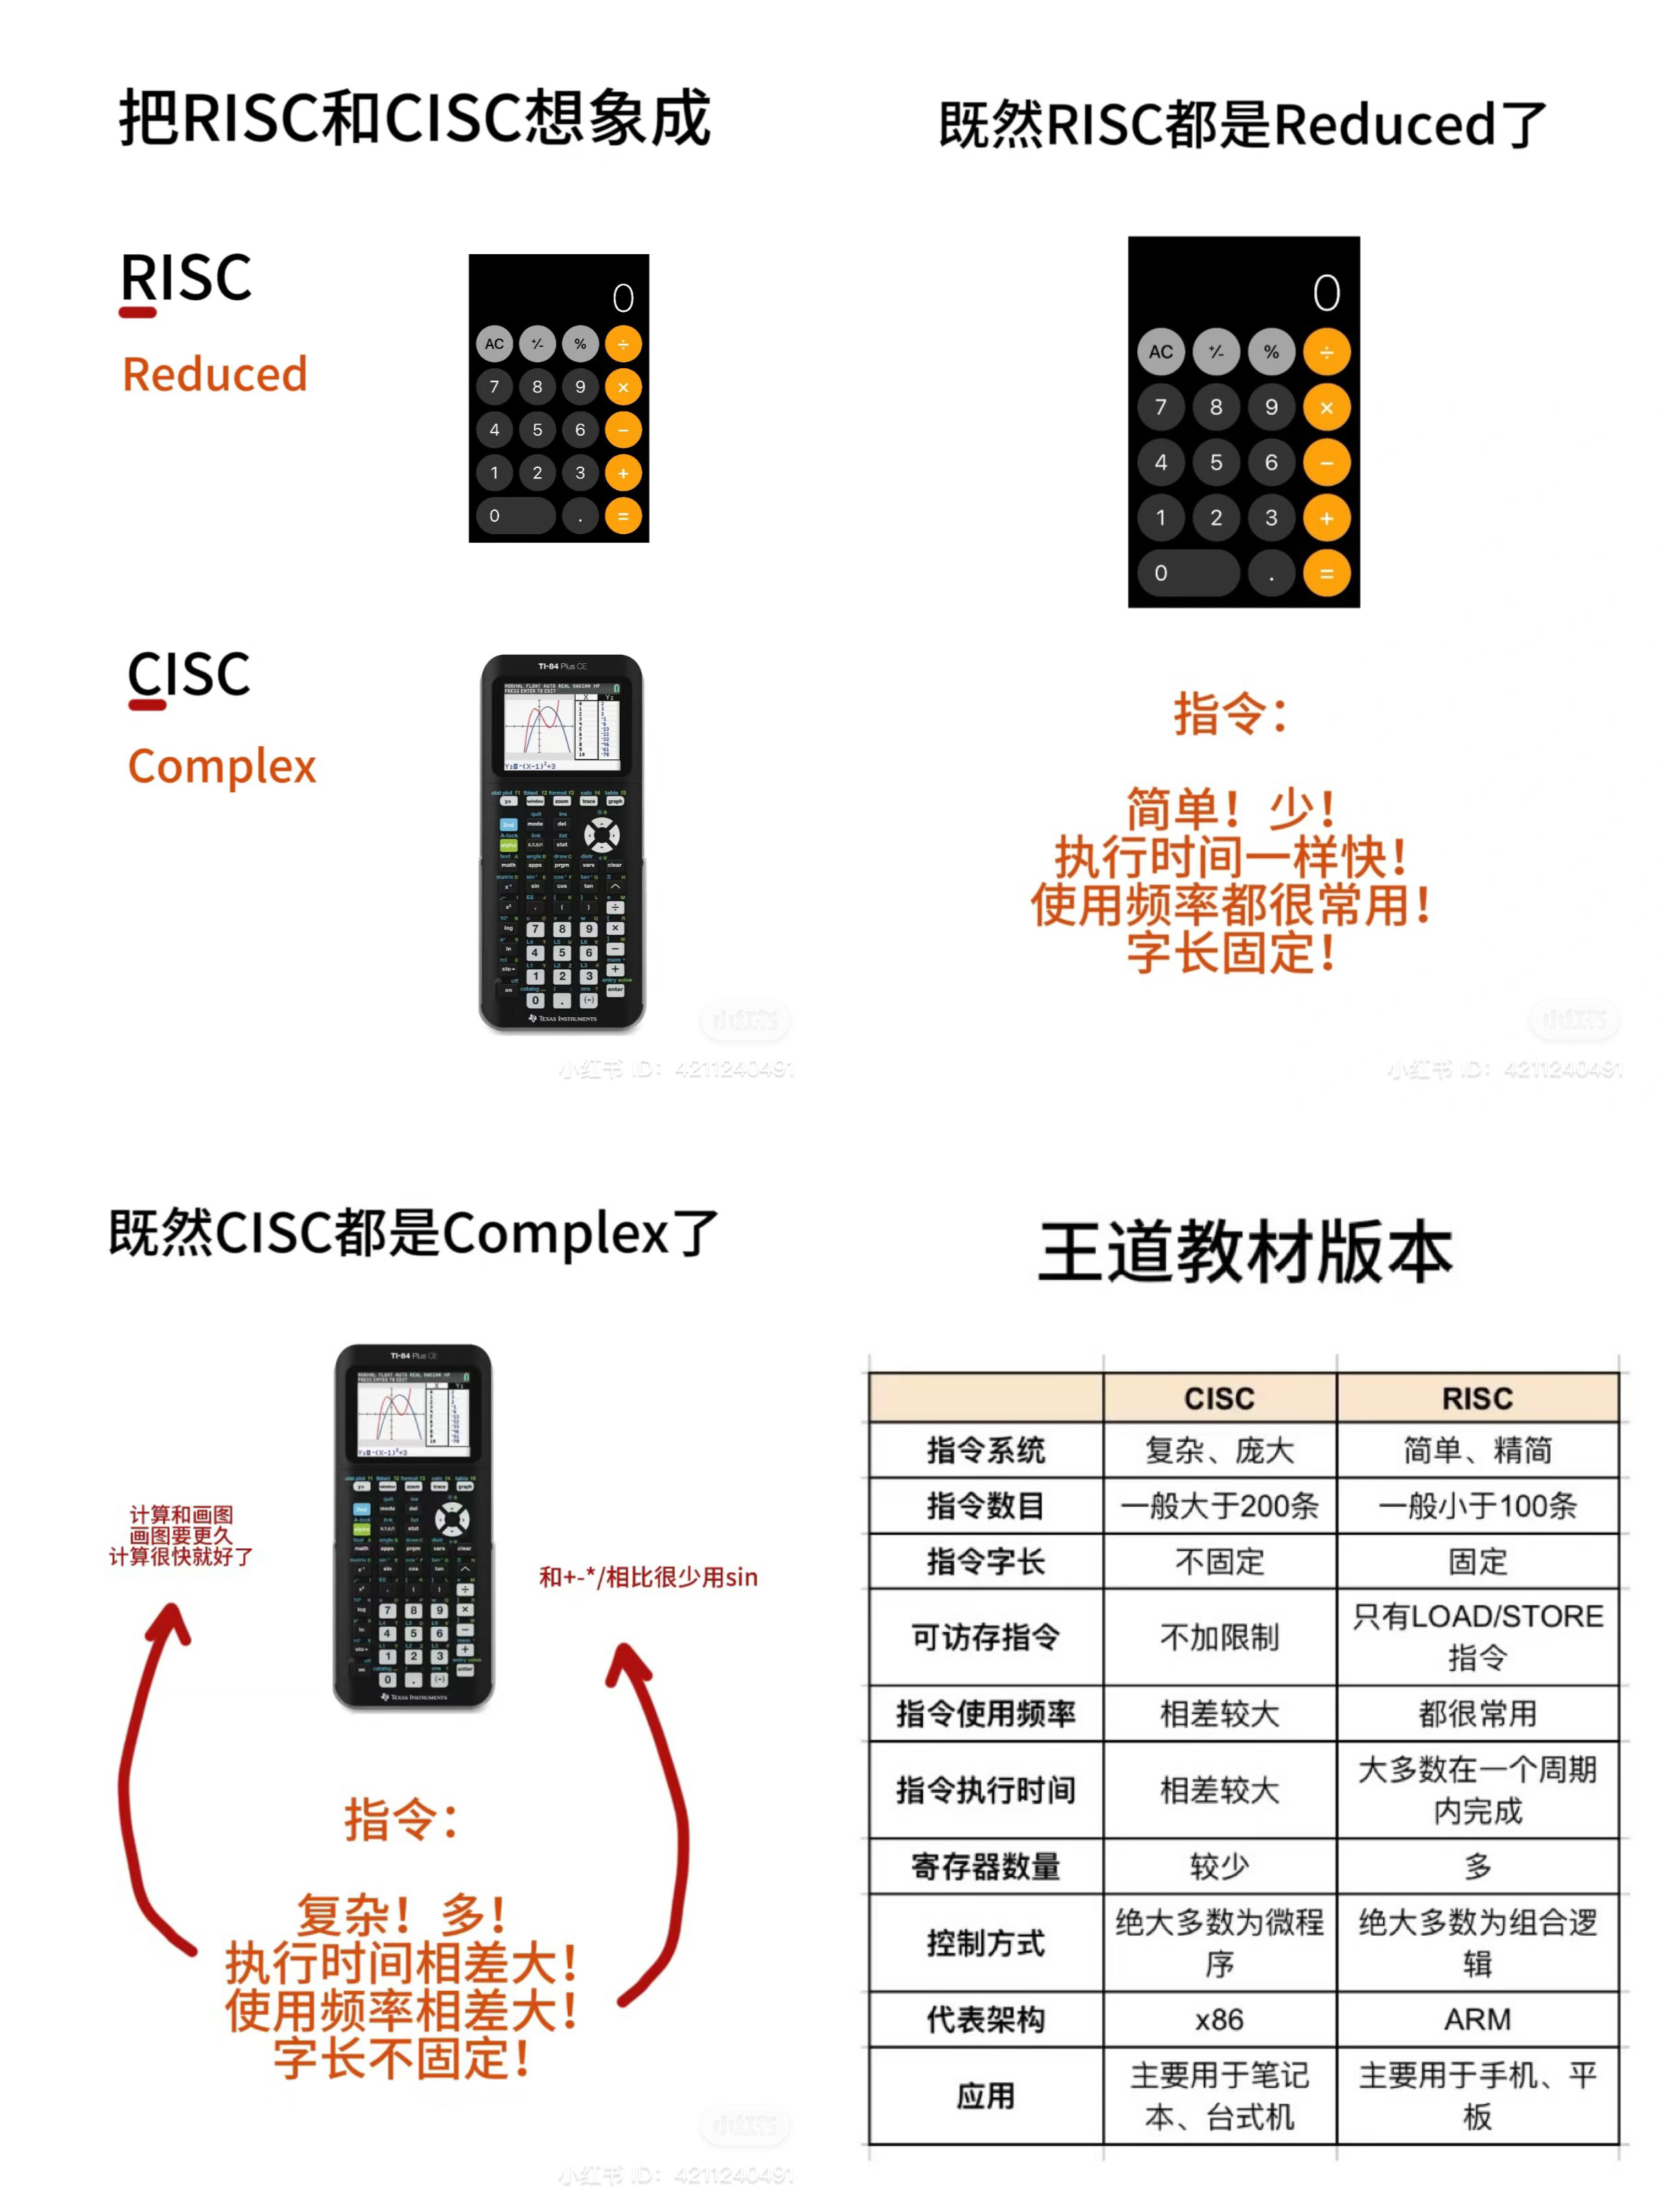 把RISC和CISC想象成
RISC
Reduced
0
AC +/- % ÷
7 8 9 ×
4 5 6 −
1 2 3 +
0 . =
CISC
Complex
TI-84 Plus CE
TEXAS INSTRUMENTS
小红书
小红书 ID: 4211240491
既然RISC都是Reduced了
0
AC +/- % ÷
7 8 9 ×
4 5 6 −
1 2 3 +
0 . =
指令：
简单！少！
执行时间一样快！
使用频率都很常用！
字长固定！
小红书
小红书 ID: 4211240491
既然CISC都是Complex了
TI-84 Plus CE
TEXAS INSTRUMENTS
计算和画图
画图要更久
计算很快就好了
和+-*/相比很少用sin
指令：
复杂！多！
执行时间相差大！
使用频率相差大！
字长不固定！
小红书
小红书 ID: 4211240491
王道教材版本
CISC RISC
指令系统 复杂、庞大 简单、精简
指令数目 一般大于200条 一般小于100条
指令字长 不固定 固定
可访存指令 不加限制 只有LOAD/STORE
指令
指令使用频率 相差较大 都很常用
指令执行时间 相差较大 大多数在一个周期
内完成
寄存器数量 较少 多
控制方式 绝大多数为微程
序 绝大多数为组合逻
辑
代表架构 x86 ARM
应用 主要用于笔记
本、台式机 主要用于手机、平
板